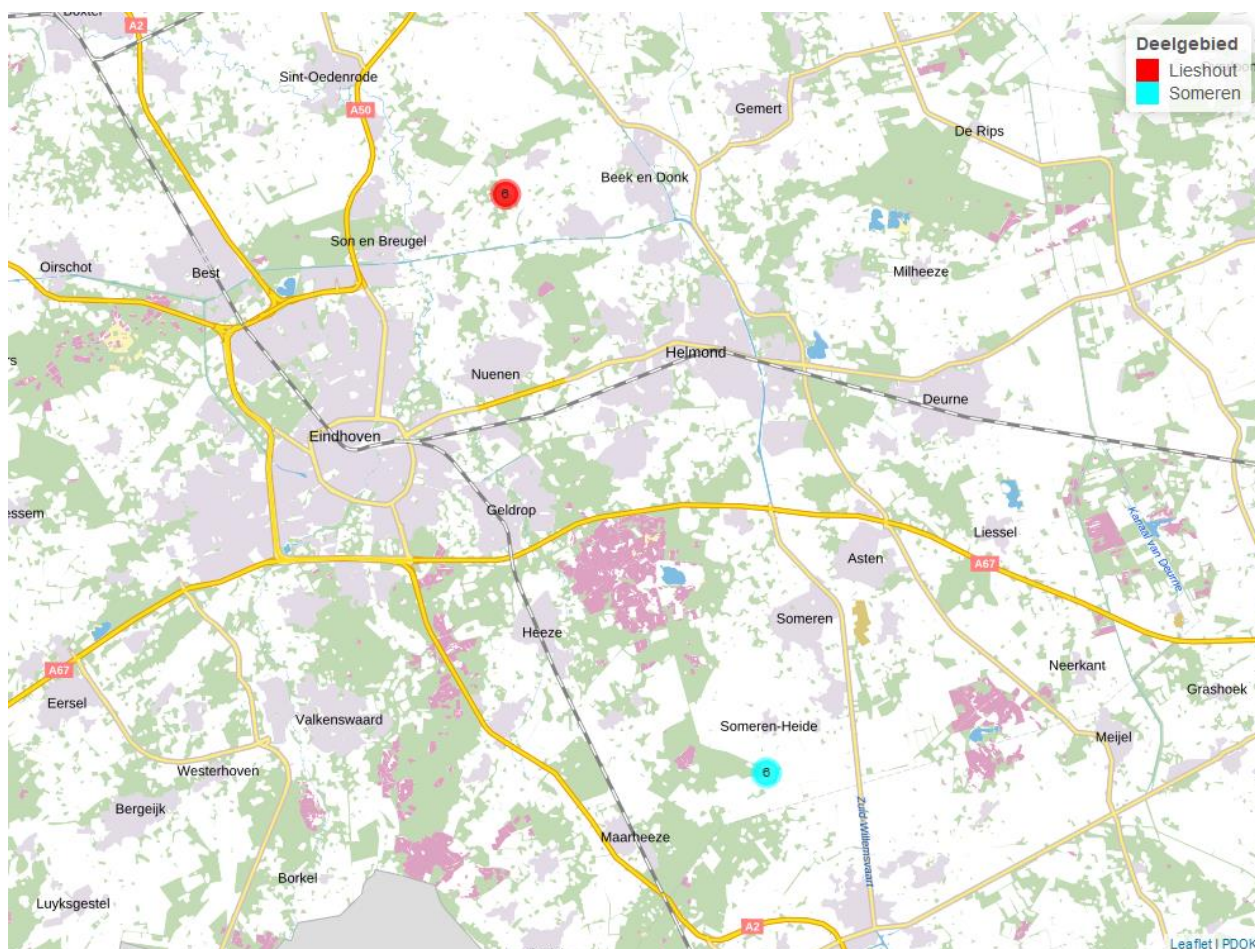 Boxtel
A2
Deelgebied
Lieshout
Someren
Sint-Oedenrode
A50
Gemert
De Rips
Beek en Donk
6
Son en Breugel
Oirschot
Best
Milheeze
Helmond
Nuenen
Deurne
Eindhoven
Geldrop
essem
Liessel
Kanaal van Deurne
Asten
A67
Someren
Heeze
A67
Neerkant
Eersel
Grashoek
Valkenswaard
Someren-Heide
Meijel
Westerhoven
6
Bergeijk
Zuid-Willemsvaart
Maarheeze
Borkel
Luyksgestel
A2
Leaflet | PDOK